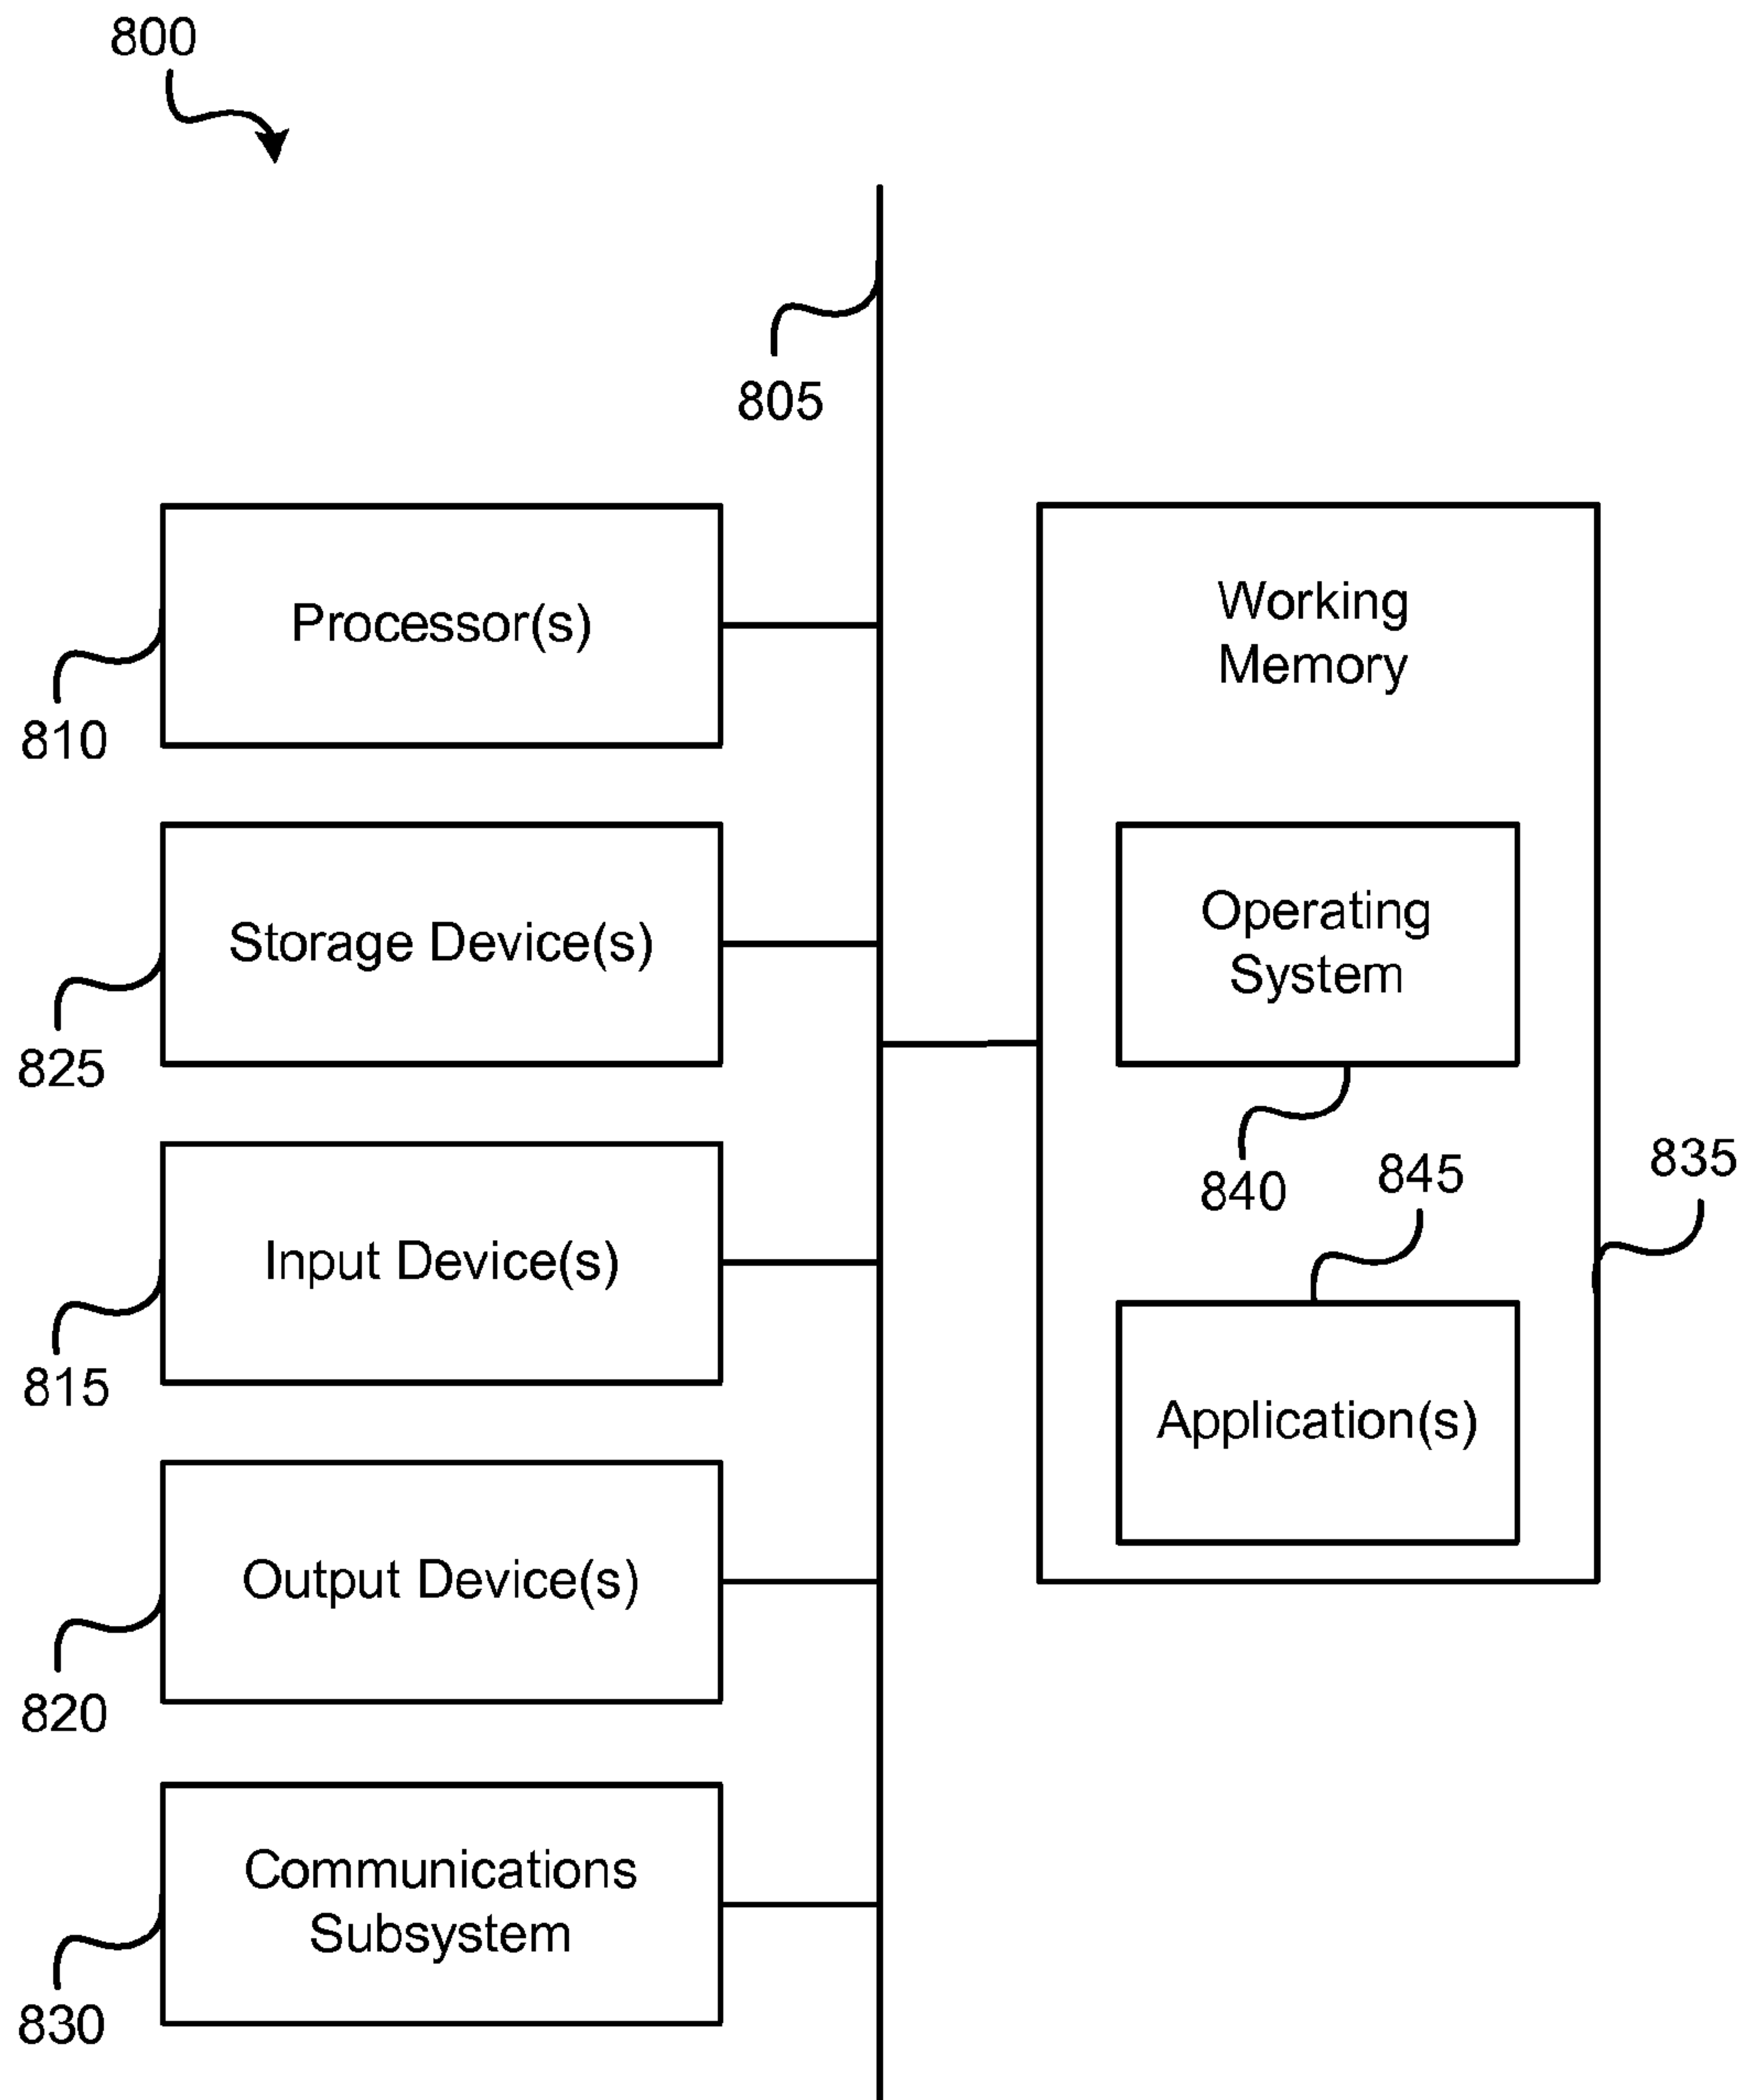 800
805
Processor(s)
810
Storage Device(s)
825
Input Device(s)
815
Output Device(s)
820
Communications
Subsystem
830
Working
Memory
Operating
System
840
845
835
Application(s)